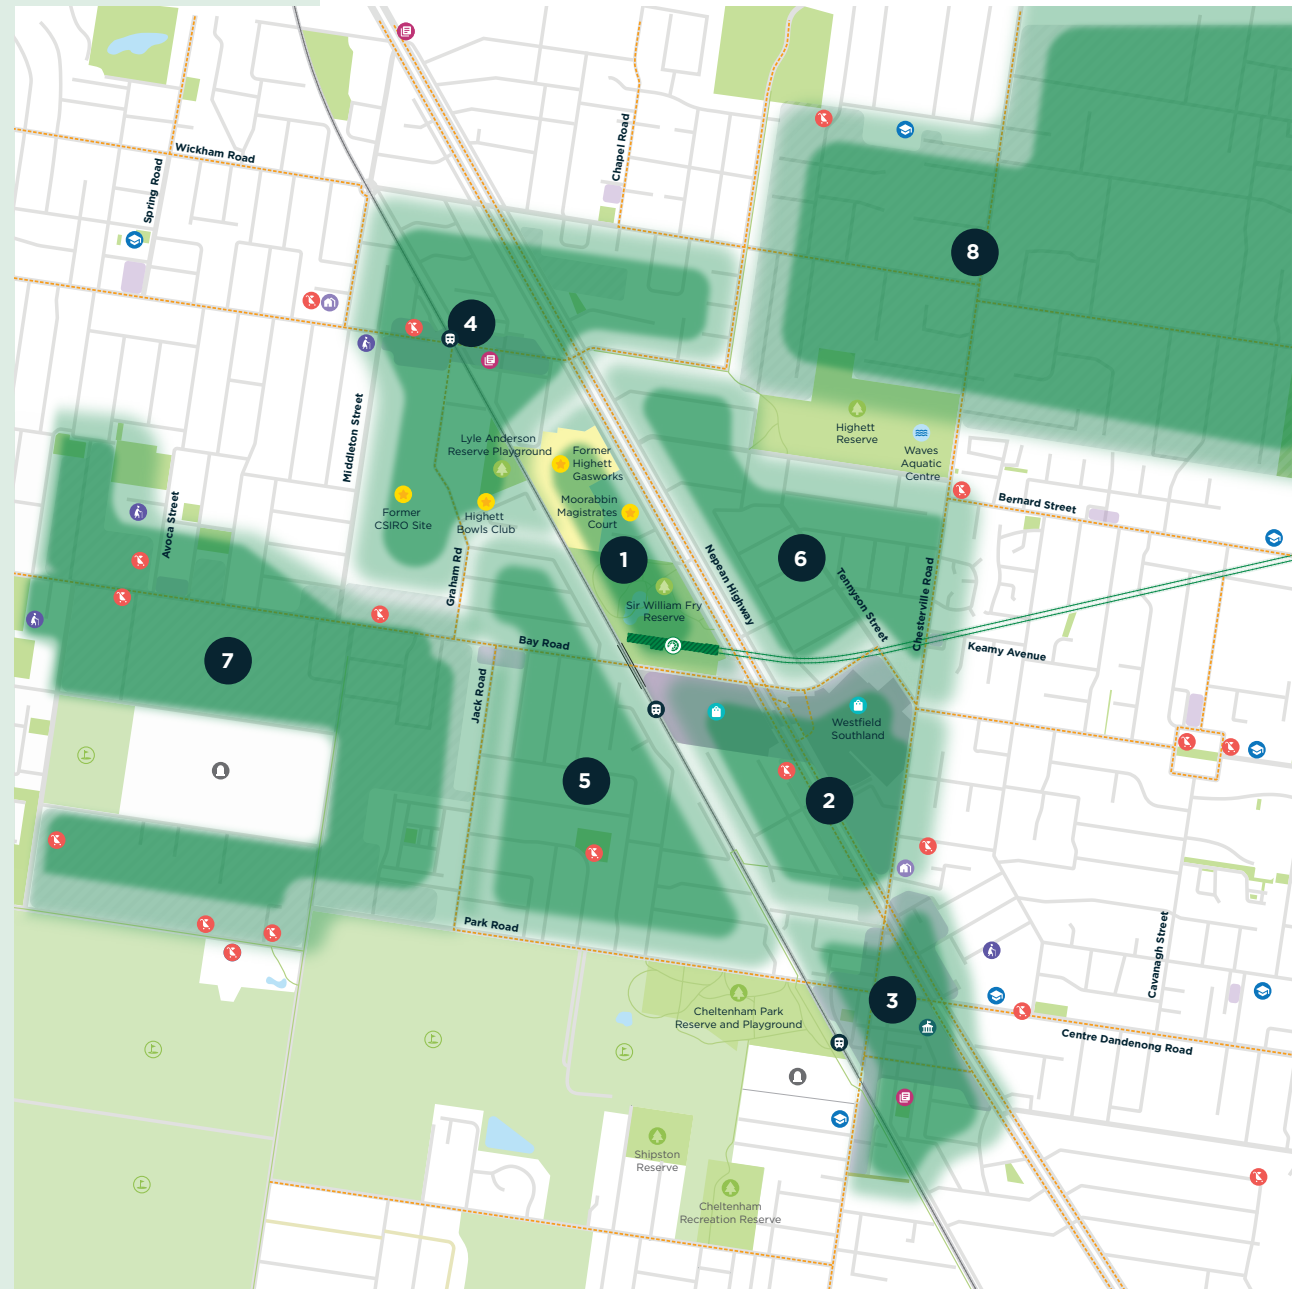 Wickham Road
Spring Road
Chapel Road
8
4
Middleton Street
Lyle Anderson
Reserve Playground
Former
Highett
Gasworks
Highett
Reserve
Waves
Aquatic
Centre
Former
CSIRO Site
Highett
Bowls Club
Moorabbin
Magistrates
Court
Bernard Street
Avoca Street
Graham Rd
1
6
Nepean Highway
Tennyson Street
Chesterville Road
Sir William Fry
Reserve
Bay Road
Keamy Avenue
7
Jack Road
Westfield
Southland
5
2
Park Road
Cavanagh Street
3
Cheltenham Park
Reserve and Playground
Centre Dandenong Road
Shipston
Reserve
Cheltenham
Recreation Reserve